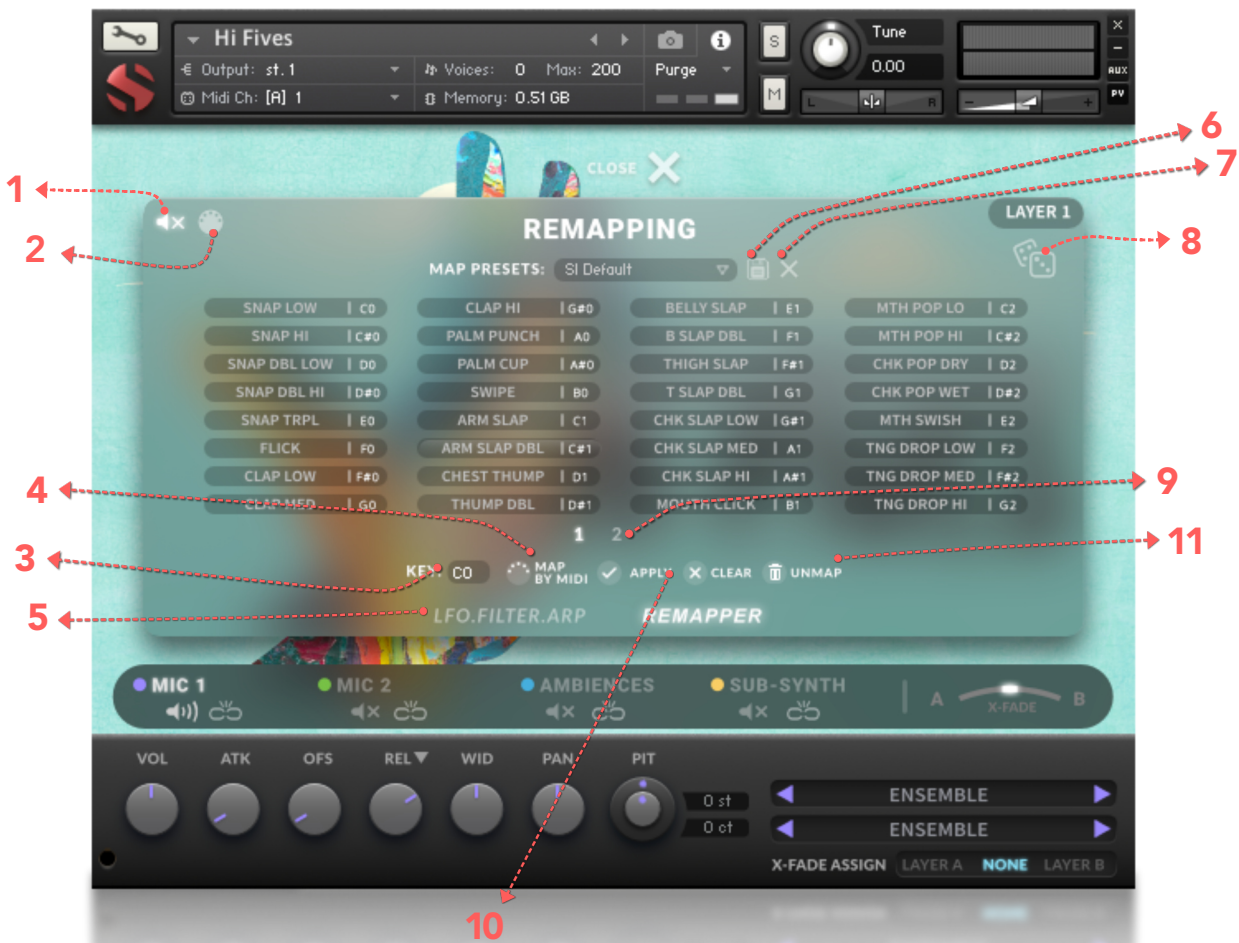 Hi Fives
Output: st.1 Voices: 0 Max: 200 Purge
Midi Ch: [A] 1 Memory: 0.51 GB
S
M
Tune
0.00
L R
- +
X
-
AUX
PV
6
7
CLOSE
1
2
REMAPPING
LAYER 1
8
MAP PRESETS: SI Default
SNAP LOW | C0 CLAP HI | G#0 BELLY SLAP | E1 MTH POP LO | C2
SNAP HI | C#0 PALM PUNCH | A0 B SLAP DBL | F1 MTH POP HI | C#2
SNAP DBL LOW | D0 PALM CUP | A#0 THIGH SLAP | F#1 CHK POP DRY | D2
SNAP DBL HI | D#0 SWIPE | B0 T SLAP DBL | G1 CHK POP WET | D#2
SNAP TRPL | E0 ARM SLAP | C1 CHK SLAP LOW | G#1 MTH SWISH | E2
FLICK | F0 ARM SLAP DBL | C#1 CHK SLAP MED | A1 TNG DROP LOW | F2
CLAP LOW | F#0 CHEST THUMP | D1 CHK SLAP HI | A#1 TNG DROP MED | F#2
CLAP MED | G0 THUMP DBL | D#1 MOUTH CLICK | B1 TNG DROP HI | G2
4
9
1 2
3
11
KEY: C0 MAP BY MIDI APPLY CLEAR UNMAP
5
LFO.FILTER.ARP REMAPPER
MIC 1 MIC 2 AMBIENCES SUB-SYNTH A X-FADE B
VOL ATK OFS REL WID PAN PIT
0 st
0 ct
ENSEMBLE
ENSEMBLE
X-FADE ASSIGN LAYER A NONE LAYER B
10